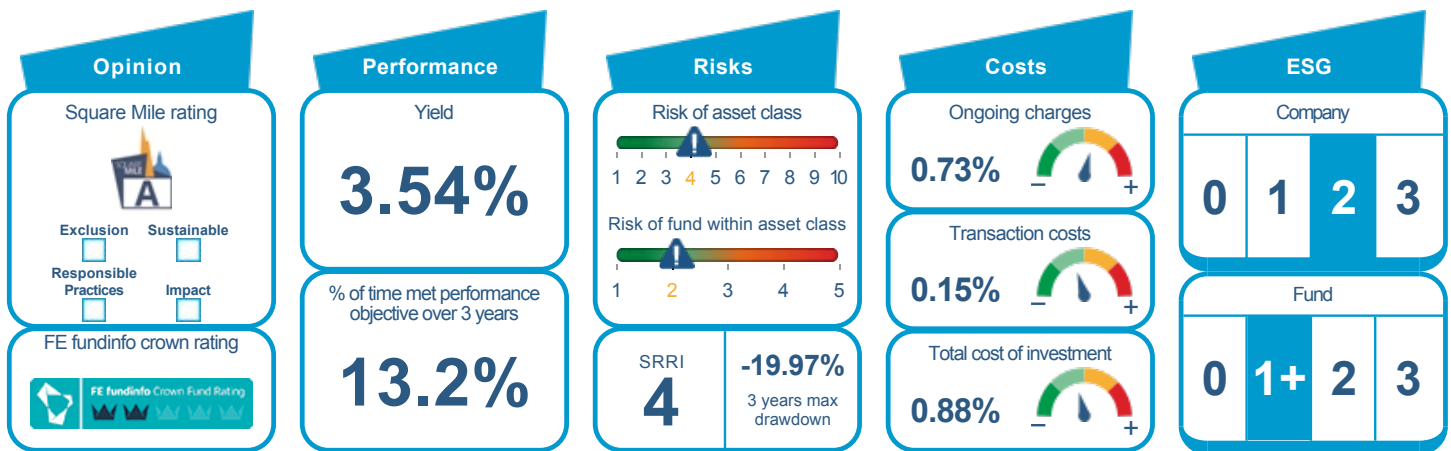 Opinion
Square Mile rating
SQUARE
MILE
A
Exclusion Sustainable
Responsible
Practices Impact
FE fundinfo crown rating
FE fundinfo Crown Fund Rating
Performance
Yield
3.54%
% of time met performance
objective over 3 years
13.2%
Risks
Risk of asset class
!
1 2 3 4 5 6 7 8 9 10
Risk of fund within asset class
!
1 2 3 4 5
SRRI
4
-19.97%
3 years max
drawdown
Costs
Ongoing charges
0.73%
− +
Transaction costs
0.15%
− +
Total cost of investment
0.88%
− +
ESG
Company
0 1 2 3
Fund
0 1+ 2 3